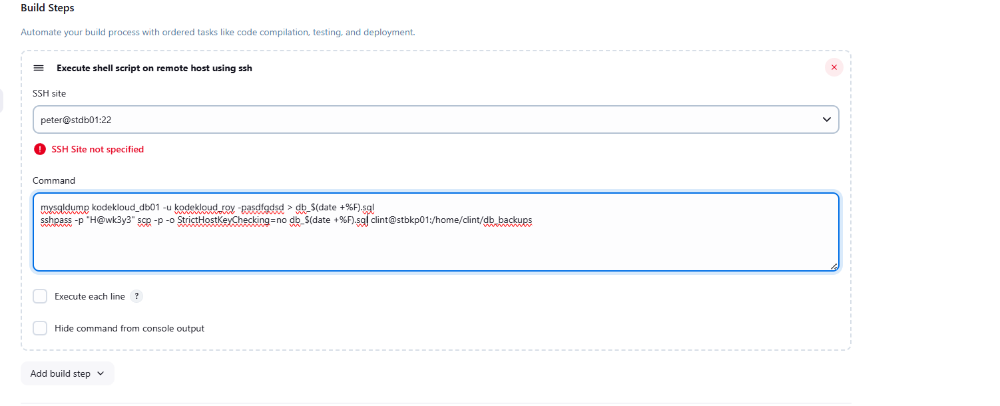 Build Steps
Automate your build process with ordered tasks like code compilation, testing, and deployment.
Execute shell script on remote host using ssh
SSH site
peter@stdb01:22
SSH Site not specified
Command
mysqldump kodekloud_db01 -u kodekloud_roy -pasdfgdsd > db_$(date +%F).sql
sshpass -p "H@wk3y3" scp -p -o StrictHostKeyChecking=no db_$(date +%F).sql clint@stbkp01:/home/clint/db_backups
Execute each line ?
Hide command from console output
Add build step